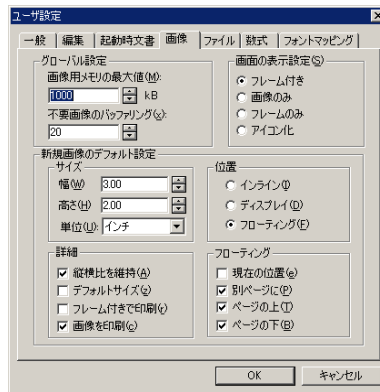 ユーザ設定
一般 編集 起動時文書 画像 ファイル 数式 フォントマッピング
グローバル設定
画像用メモリの最大値(M):
1000 kB
不要画像のバッファリング(x):
20
画面の表示設定(S)
フレーム付き
画像のみ
フレームのみ
アイコン化
新規画像のデフォルト設定
サイズ
幅(W) 3.00
高さ(H) 2.00
単位(U): インチ
位置
インライン(I)
ディスプレイ(D)
フローティング(F)
詳細
縦横比を維持(A)
デフォルトサイズ(z)
フレーム付きで印刷(r)
画像を印刷(c)
フローティング
現在の位置(e)
別ページに(P)
ページの上(T)
ページの下(B)
OK キャンセル